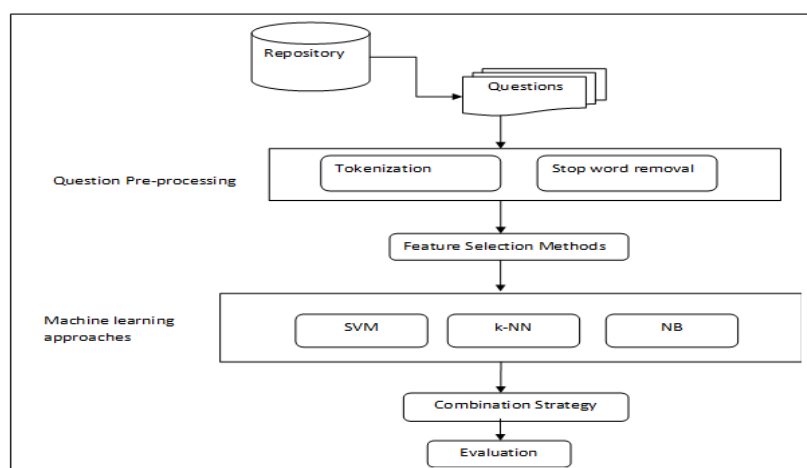 Repository
Questions
Tokenization
Stop word removal
Question Pre-processing
Feature Selection Methods
Machine learning
approaches
SVM
k-NN
NB
Combination Strategy
Evaluation